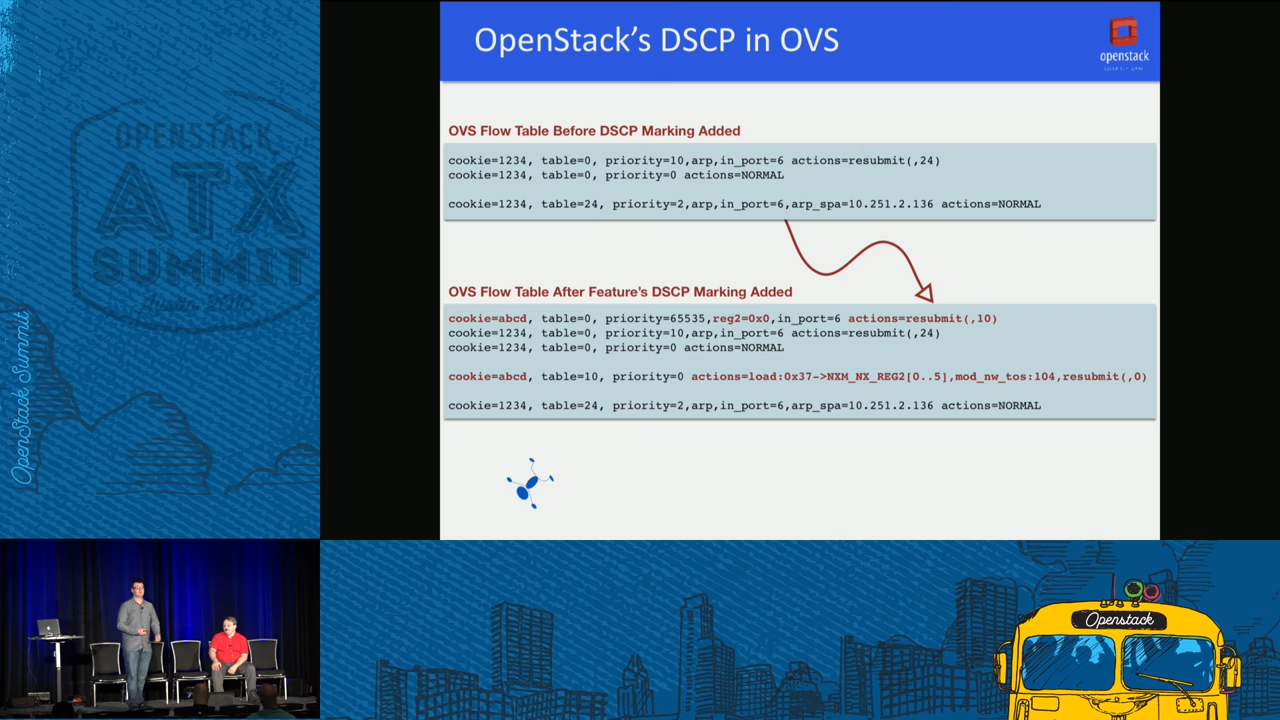 OpenStack's DSCP in OVS
openstack
OVS Flow Table Before DSCP Marking Added
cookie=1234, table=0, priority=10,arp,in_port=6 actions=resubmit(,24)
cookie=1234, table=0, priority=0 actions=NORMAL
cookie=1234, table=24, priority=2,arp,in_port=6,arp_spa=10.251.2.136 actions=NORMAL
OVS Flow Table After Feature's DSCP Marking Added
cookie=abcd, table=0, priority=65535,reg2=0x0,in_port=6 actions=resubmit(,10)
cookie=1234, table=0, priority=10,arp,in_port=6 actions=resubmit(,24)
cookie=1234, table=0, priority=0 actions=NORMAL
cookie=abcd, table=10, priority=0 actions=load:0x37->NXM_NX_REG2[0..5],mod_nw_tos:104,resubmit(,0)
cookie=1234, table=24, priority=2,arp,in_port=6,arp_spa=10.251.2.136 actions=NORMAL
OPENSTACK
ATX
SUMMIT
OpenStack Summit
Openstack